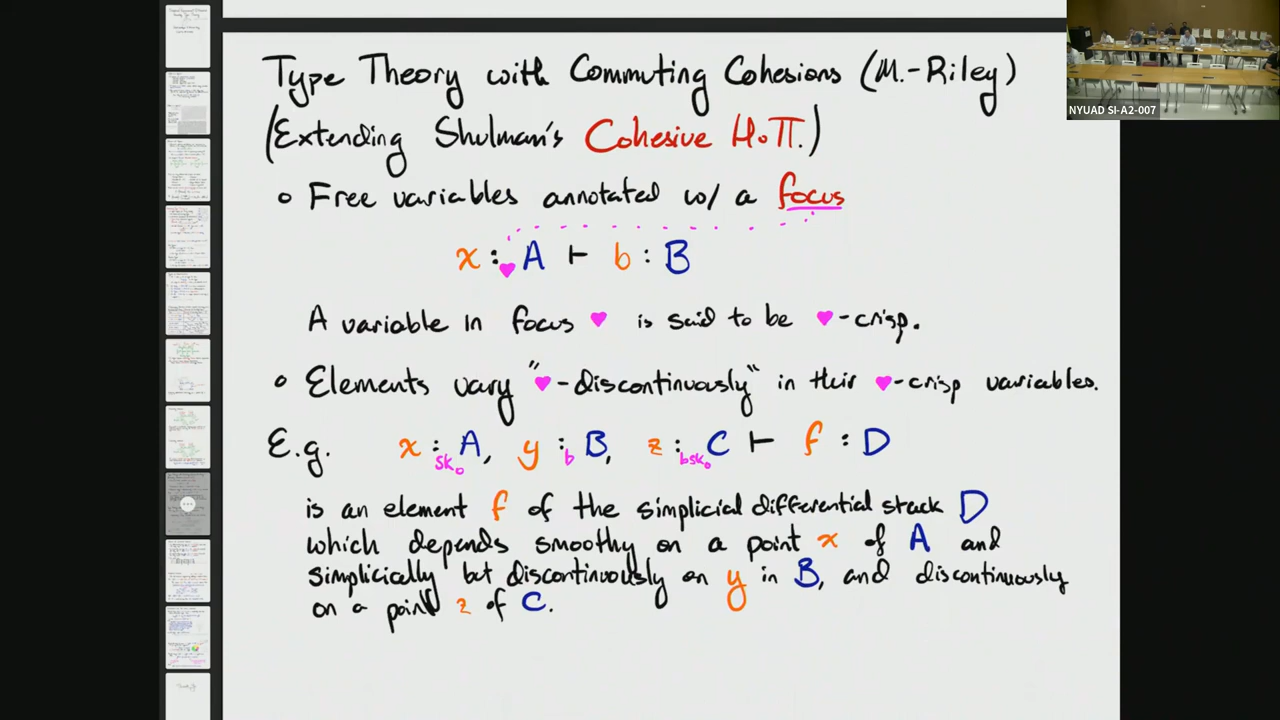 NYUAD SI-A2-007
Type Theory with Commuting Cohesions (M.-Riley)
(Extending Shulman's Cohesive HoTT.)
o Free variables annotated w/ a focus
x :♥ A ⊢ b : B
A variable in focus ♥ is said to be ♥-crisp.
o Elements vary "♥-discontinuously" in their ♥-crisp variables.
E.g. x :sk₀ A, y :b B, z :bsk₀ C ⊢ f : D
is an element f of the simplicial differential stack D
which depends smoothy on a point x of A and
simplicically but discontinuously on y in B, and discontinuously
on a point z of C.